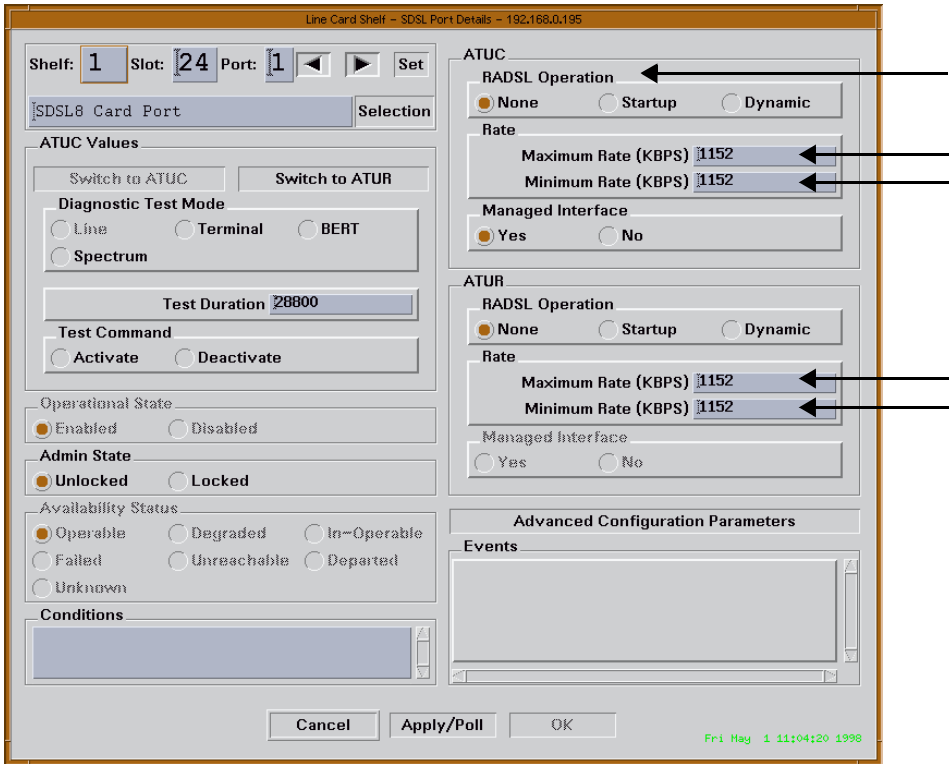 Line Card Shelf - SDSL Port Details - 192.168.0.195
Shelf: 1 Slot: 24 Port: 1 Set
SDSL8 Card Port Selection
ATUC Values
Switch to ATUC Switch to ATUR
Diagnostic Test Mode
Line Terminal BERT
Spectrum
Test Duration 28800
Test Command
Activate Deactivate
Operational State
Enabled Disabled
Admin State
Unlocked Locked
Availability Status
Operable Degraded In-Operable
Failed Unreachable Departed
Unknown
Conditions
ATUC
RADSL Operation
None Startup Dynamic
Rate
Maximum Rate (KBPS) 1152
Minimum Rate (KBPS) 1152
Managed Interface
Yes No
ATUR
RADSL Operation
None Startup Dynamic
Rate
Maximum Rate (KBPS) 1152
Minimum Rate (KBPS) 1152
Managed Interface
Yes No
Advanced Configuration Parameters
Events
Cancel Apply/Poll OK
Fri May 1 11:04:20 1998